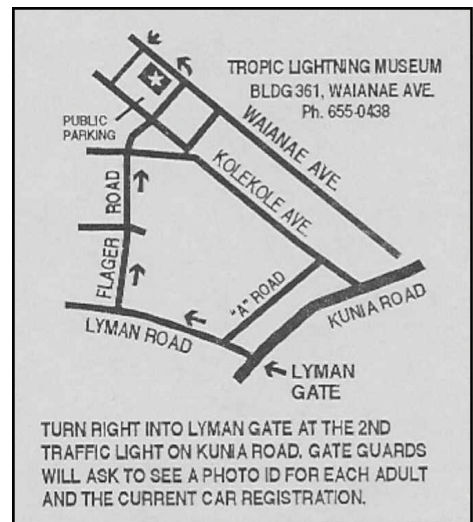 TROPIC LIGHTNING MUSEUM
BLDG 361, WAIANAE AVE.
Ph. 655-0438
PUBLIC
PARKING
WAIANAE AVE.
KOLEKOLE AVE.
FLAGER ROAD
"A" ROAD
KUNIA ROAD
LYMAN ROAD
LYMAN
GATE
TURN RIGHT INTO LYMAN GATE AT THE 2ND
TRAFFIC LIGHT ON KUNIA ROAD. GATE GUARDS
WILL ASK TO SEE A PHOTO ID FOR EACH ADULT
AND THE CURRENT CAR REGISTRATION.